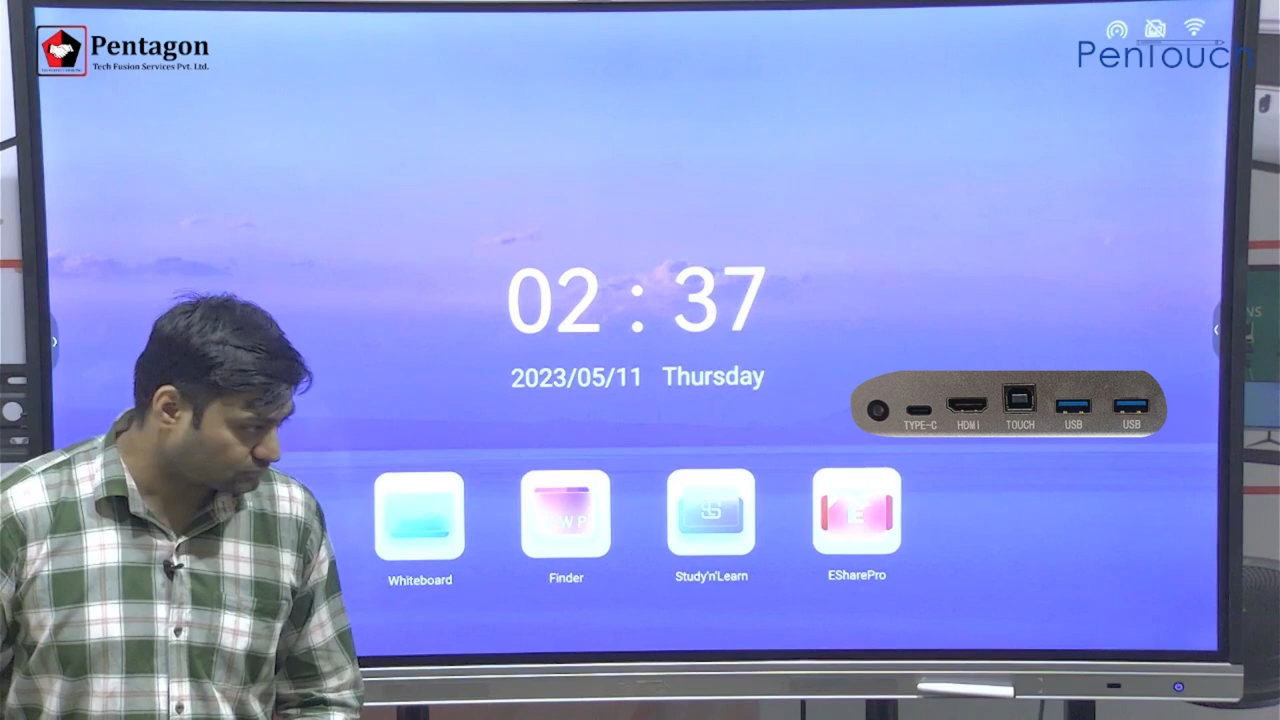 Pentagon
Tech Fusion Services Pvt. Ltd.
PenTouch
02 : 37
2023/05/11 Thursday
TYPE-C HDMI TOUCH USB USB
W P
S
E
Whiteboard
Finder
Study'n'Learn
ESharePro